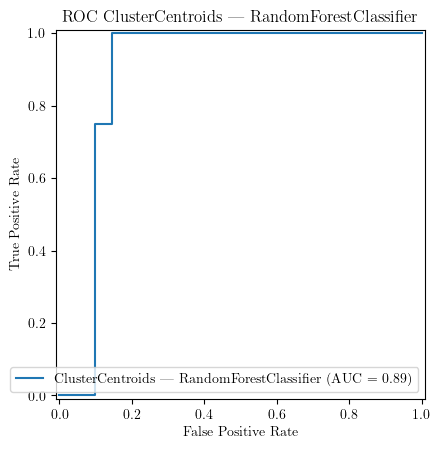 ROC ClusterCentroids — RandomForestClassifier
1.0
0.8
0.6
0.4
0.2
0.0
True Positive Rate
ClusterCentroids — RandomForestClassifier (AUC = 0.89)
0.0 0.2 0.4 0.6 0.8 1.0
False Positive Rate